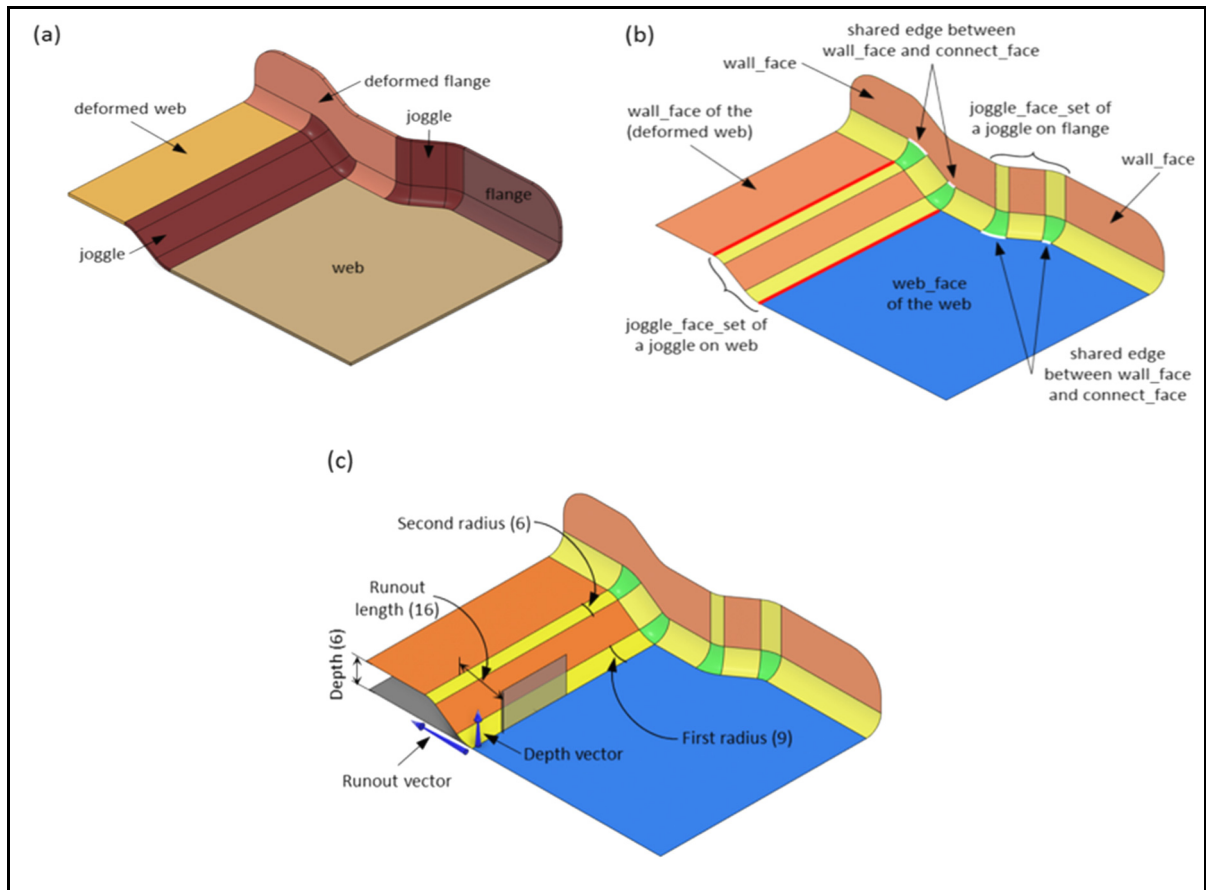 (a)
deformed flange
deformed web
joggle
flange
joggle
web
(b)
shared edge between
wall_face and connect_face
wall_face
joggle_face_set of
a joggle on flange
wall_face of the
(deformed web)
wall_face
web_face
of the web
joggle_face_set of
a joggle on web
shared edge
between wall_face
and connect_face
(c)
Second radius (6)
Runout
length (16)
Depth (6)
First radius (9)
Depth vector
Runout vector